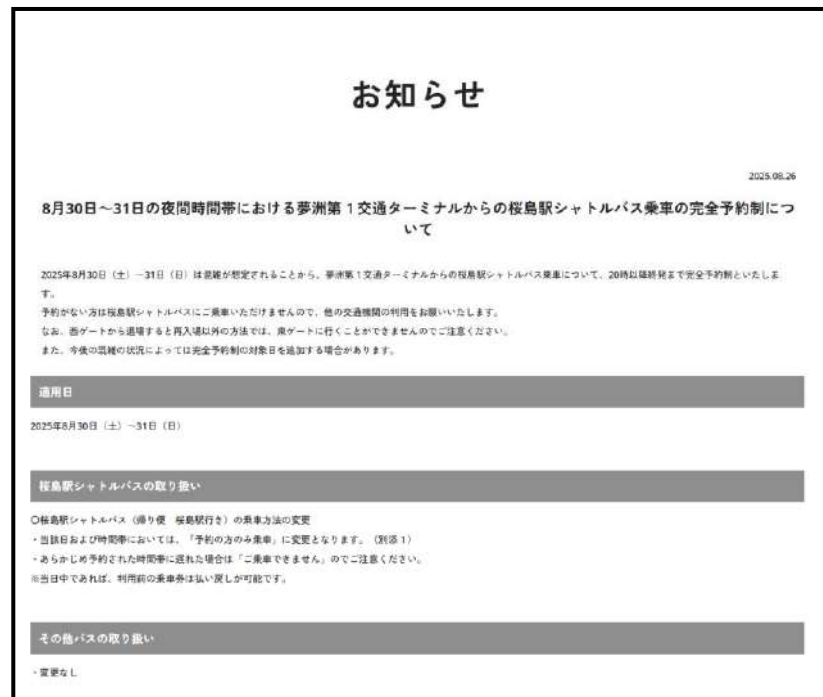 お知らせ
2025.08.26
8月30日～31日の夜間時間帯における夢洲第１交通ターミナルからの桜島駅シャトルバス乗車の完全予約制につ
いて
2025年8月30日（土）～31日（日）は混雑が想定されることから、夢洲第１交通ターミナルからの桜島駅シャトルバス乗車について、20時以降終発まで完全予約制といたしま
す。
予約がない方は桜島駅シャトルバスにご乗車いただけませんので、他の交通機関の利用をお願いいたします。
なお、西ゲートから退場すると再入場以外の方法では、東ゲートに行くことができませんのでご注意ください。
また、今後の混雑の状況によっては完全予約制の対象日を追加する場合があります。
適用日
2025年8月30日（土）～31日（日）
桜島駅シャトルバスの取り扱い
〇桜島駅シャトルバス（帰り便　桜島駅行き）の乗車方法の変更
・当該日および時間帯においては、「予約の方のみ乗車」に変更となります。（別添１）
・あらかじめ予約された時間帯に遅れた場合は「ご乗車できません」のでご注意ください。
※当日中であれば、利用前の乗車券は払い戻しが可能です。
その他バスの取り扱い
・変更なし